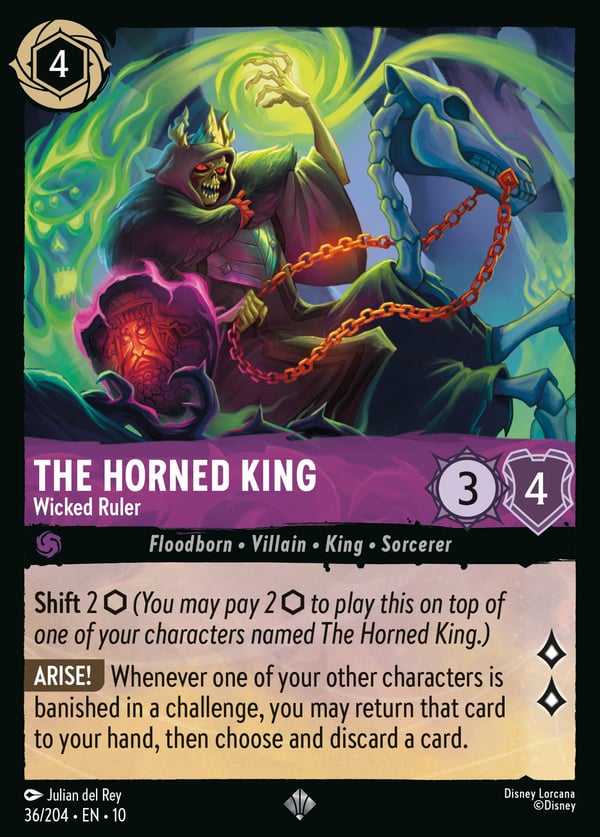 4
THE HORNED KING
Wicked Ruler
3
4
Floodborn • Villain • King • Sorcerer
Shift 2 ⬡ (You may pay 2 ⬡ to play this on top of
one of your characters named The Horned King.)
ARISE! Whenever one of your other characters is
banished in a challenge, you may return that card
to your hand, then choose and discard a card.
Julian del Rey
36/204 • EN • 10
Disney Lorcana
©Disney